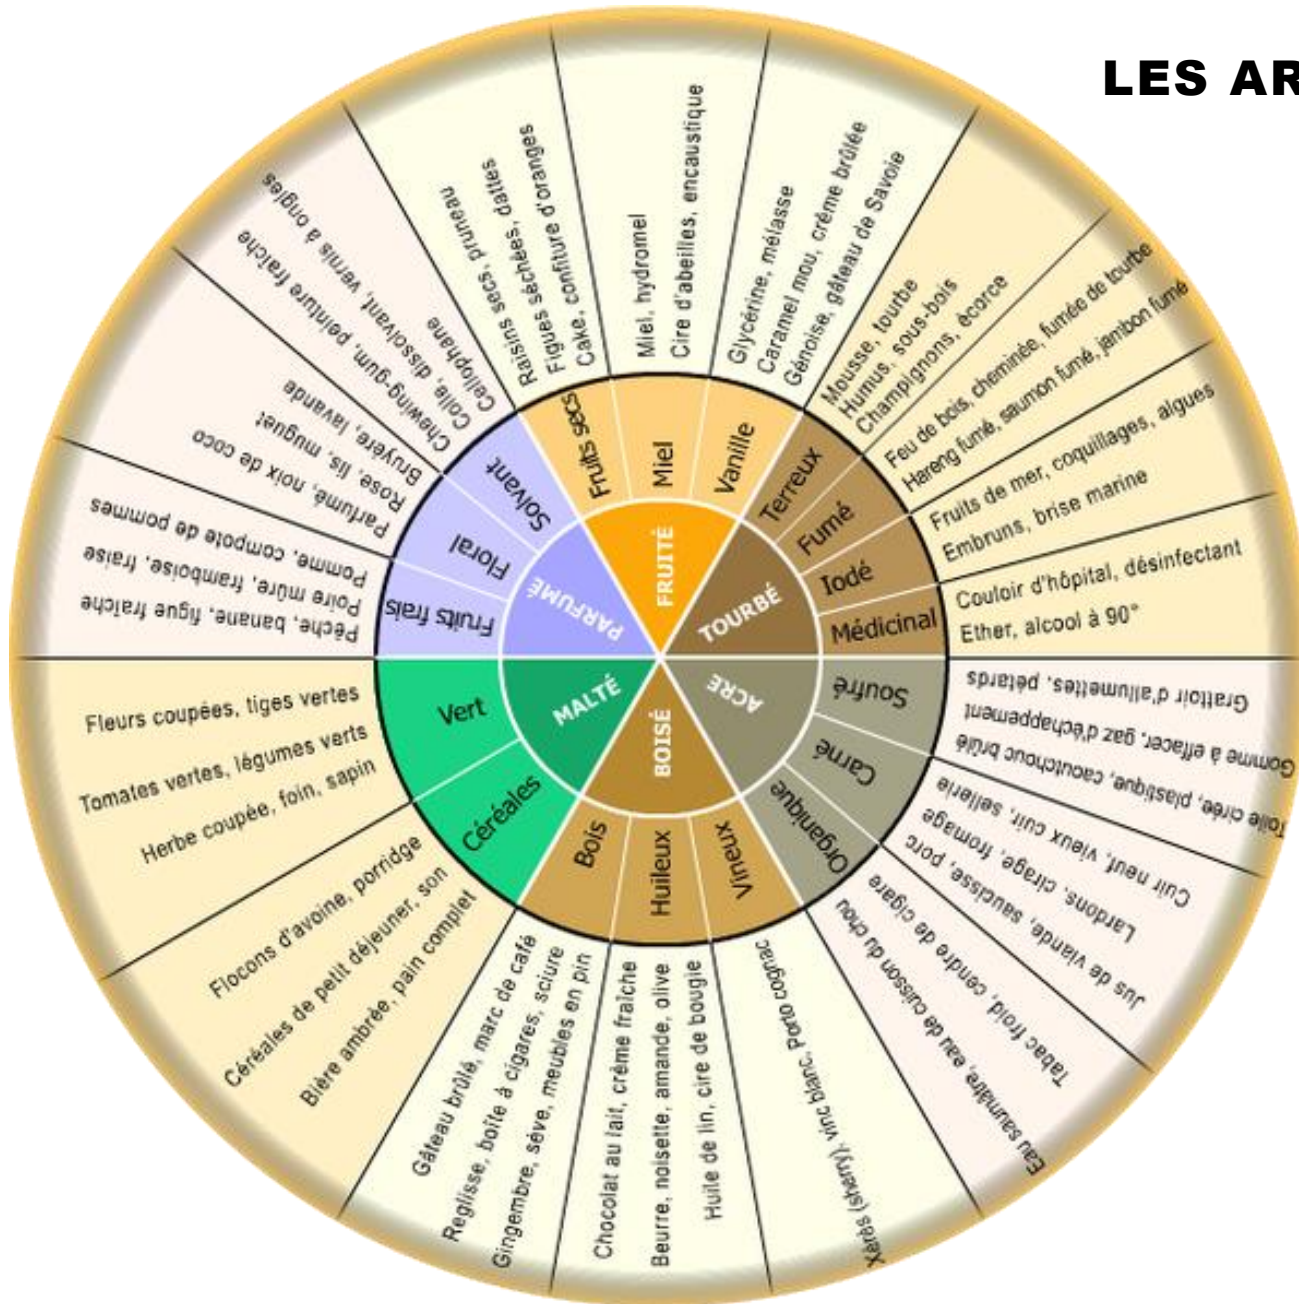 LES AR
FRUITÉ
TOURBÉ
ACRE
BOISÉ
MALTÉ
PARFUMÉ
Fruits secs
Miel
Vanille
Terreux
Fumé
Iodé
Médicinal
Soufré
Carné
Organique
Vineux
Huileux
Bois
Céréales
Vert
Fruits frais
Floral
Solvant
Raisins secs, pruneau
Figues séchées, dattes
Cake, confiture d'oranges
Miel, hydromel
Cire d'abeilles, encaustique
Glycérine, mélasse
Caramel mou, crème brûlée
Génoise, gâteau de Savoie
Mousse, tourbe
Humus, sous-bois
Champignons, écorce
Feu de bois, cheminée, fumée de tourbe
Hareng fumé, saumon fumé, jambon fumé
Fruits de mer, coquillages, algues
Embruns, brise marine
Couloir d'hôpital, désinfectant
Ether, alcool à 90°
Grattoir d'allumettes, pétards
Gomme à effacer, gaz d'échappement
Toile cirée, plastique, caoutchouc brûlé
Cuir neuf, vieux cuir, sellerie
Lardons, cirage, fromage
Jus de viande, saucisse, porc
Tabac froid, cendre de cigare
Eau saumâtre, eau de cuisson du chou
Xérès (sherry), vinc blanc, Porto cognac
Huile de lin, cire de bougie
Beurre, noisette, amande, olive
Chocolat au lait, crème fraîche
Gingembre, sève, meubles en pin
Reglisse, boîte à cigares, sciure
Gâteau brûlé, marc de café
Bière ambrée, pain complet
Céréales de petit déjeuner, son
Flocons d'avoine, porridge
Herbe coupée, foin, sapin
Tomates vertes, légumes verts
Fleurs coupées, tiges vertes
Pêche, banane, figue fraîche
Poire mûre, framboise, fraise
Pomme, compote de pommes
Parfumé, noix de coco
Rose, lis, muguet
Bruyère, lavande
Chewing-gum, peinture fraîche
Colle, dissolvant, vernis à ongles
Cellophane